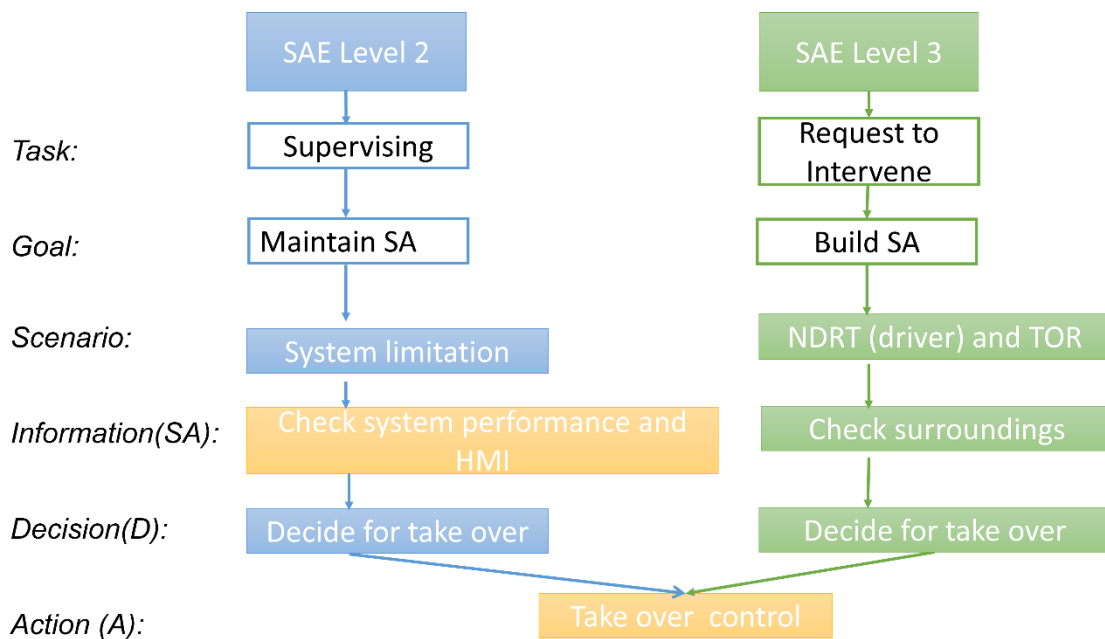 SAE Level 2
SAE Level 3
Task:
Supervising
Request to
Intervene
Goal:
Maintain SA
Build SA
Scenario:
System limitation
NDRT (driver) and TOR
Information(SA):
Check system performance and
HMI
Check surroundings
Decision(D):
Decide for take over
Decide for take over
Action (A):
Take over control